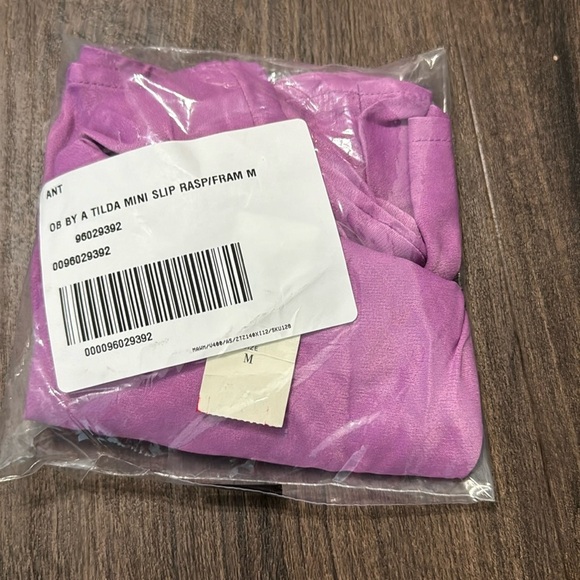 ANT
OB BY A TILDA MINI SLIP RASP/FRAM M
96029392
0096029392
000096029392
M